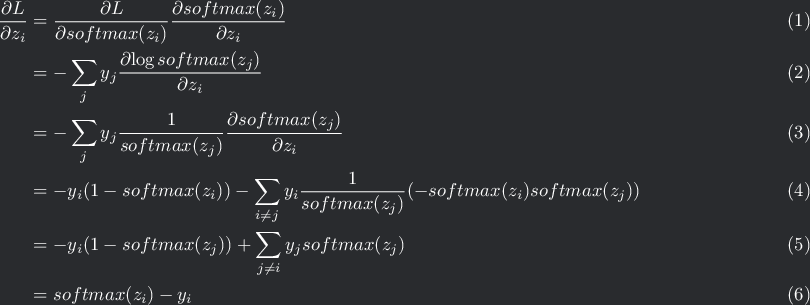 ∂L/∂z_i = ∂L/∂softmax(z_i) ∂softmax(z_i)/∂z_i (1)
= − ∑_j y_j ∂log softmax(z_j)/∂z_i (2)
= − ∑_j y_j 1/softmax(z_j) ∂softmax(z_j)/∂z_i (3)
= −y_i(1 − softmax(z_i)) − ∑_{i≠j} y_i 1/softmax(z_j) (−softmax(z_i)softmax(z_j)) (4)
= −y_i(1 − softmax(z_j)) + ∑_{j≠i} y_j softmax(z_j) (5)
= softmax(z_i) − y_i (6)